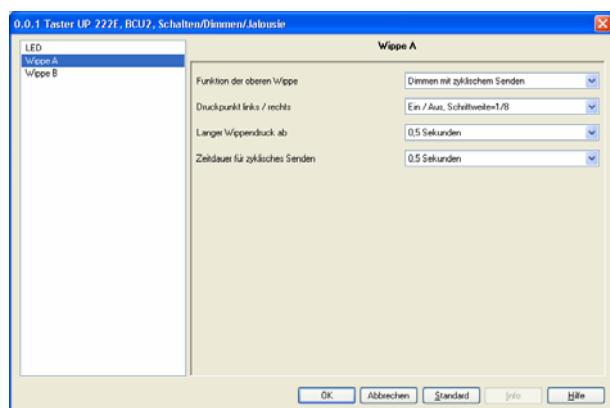 0.0.1 Taster UP 222E, BCU2, Schalten/Dimmen/Jalousie
LED
Wippe A
Wippe B
Wippe A
Funktion der oberen Wippe
Dimmen mit zyklischem Senden
Druckpunkt links / rechts
Ein / Aus, Schrittweite=1/8
Langer Wippendruck ab
0,5 Sekunden
Zeitdauer für zyklisches Senden
0,5 Sekunden
OK Abbrechen Standard Info Hilfe